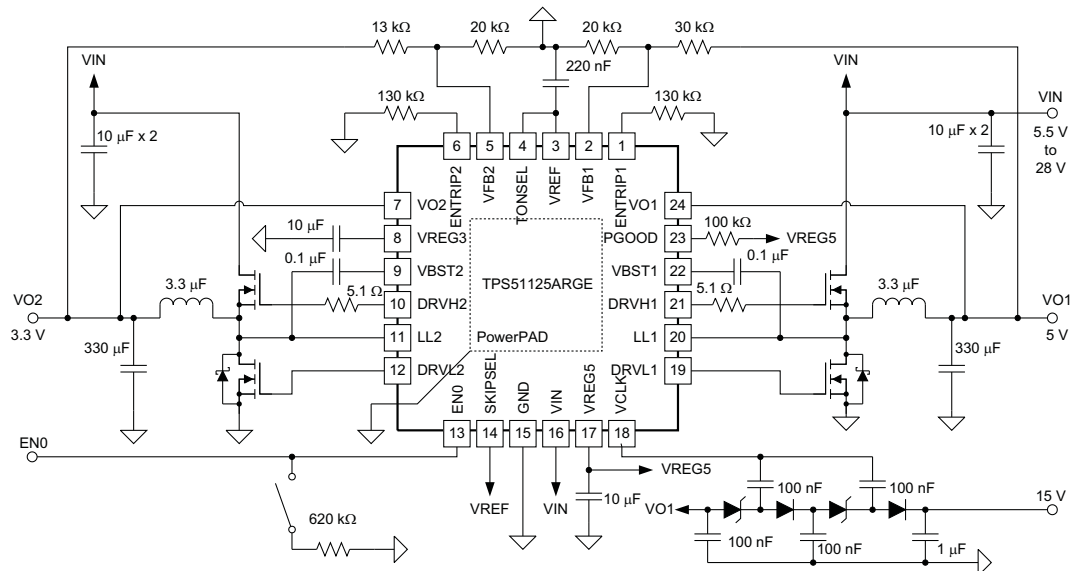 13 kΩ
20 kΩ
20 kΩ
30 kΩ
VIN
220 nF
VIN
130 kΩ
130 kΩ
VIN
10 μF x 2
10 μF x 2
5.5 V
to
28 V
6
5
4
3
2
1
ENTRIP2
VFB2
TONSEL
VREF
VFB1
ENTRIP1
7
VO2
VO1
24
10 μF
8
VREG3
PGOOD
23
100 kΩ
VREG5
0.1 μF
9
VBST2
TPS51125ARGE
VBST1
22
0.1 μF
3.3 μF
5.1 Ω
10
DRVH2
DRVH1
21
5.1 Ω
3.3 μF
VO2
3.3 V
11
LL2
PowerPAD
LL1
20
VO1
5 V
330 μF
12
DRVL2
DRVL1
19
330 μF
EN0
SKIPSEL
GND
VIN
VREG5
VCLK
13
14
15
16
17
18
EN0
VREG5
VREF
VIN
10 μF
100 nF
100 nF
VO1
15 V
620 kΩ
100 nF
100 nF
1 μF